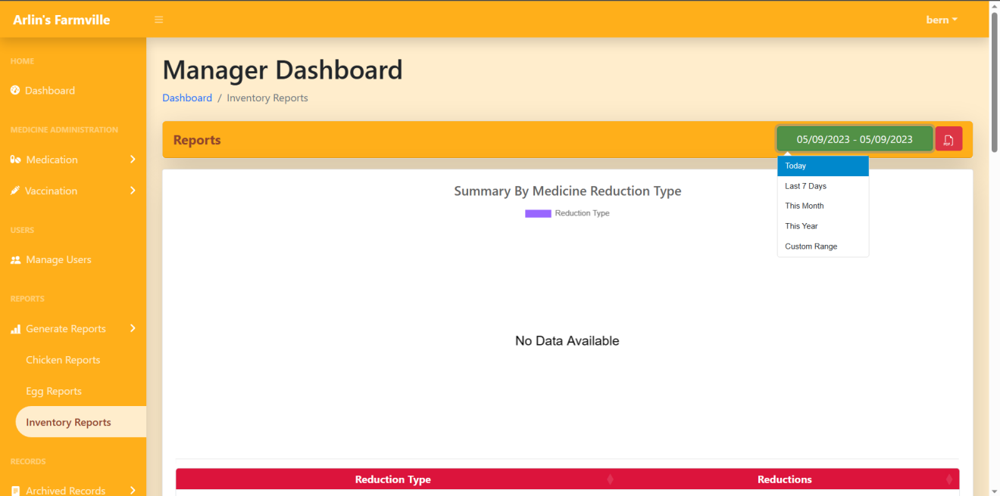 Arlin's Farmville
bern
HOME
Dashboard
MEDICINE ADMINISTRATION
Medication
Vaccination
USERS
Manage Users
REPORTS
Generate Reports
Chicken Reports
Egg Reports
Inventory Reports
RECORDS
Archived Records
Manager Dashboard
Dashboard / Inventory Reports
Reports
05/09/2023 - 05/09/2023
PDF
Today
Last 7 Days
This Month
This Year
Custom Range
Summary By Medicine Reduction Type
Reduction Type
No Data Available
Reduction Type Reductions